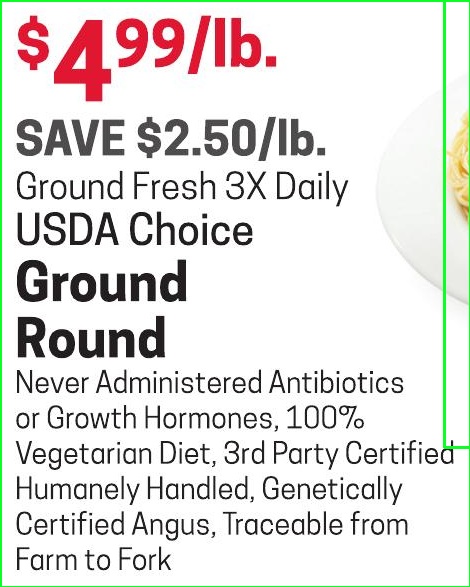 $4.99/lb.
SAVE $2.50/lb.
Ground Fresh 3X Daily
USDA Choice
Ground
Round
Never Administered Antibiotics
or Growth Hormones, 100%
Vegetarian Diet, 3rd Party Certified
Humanely Handled, Genetically
Certified Angus, Traceable from
Farm to Fork